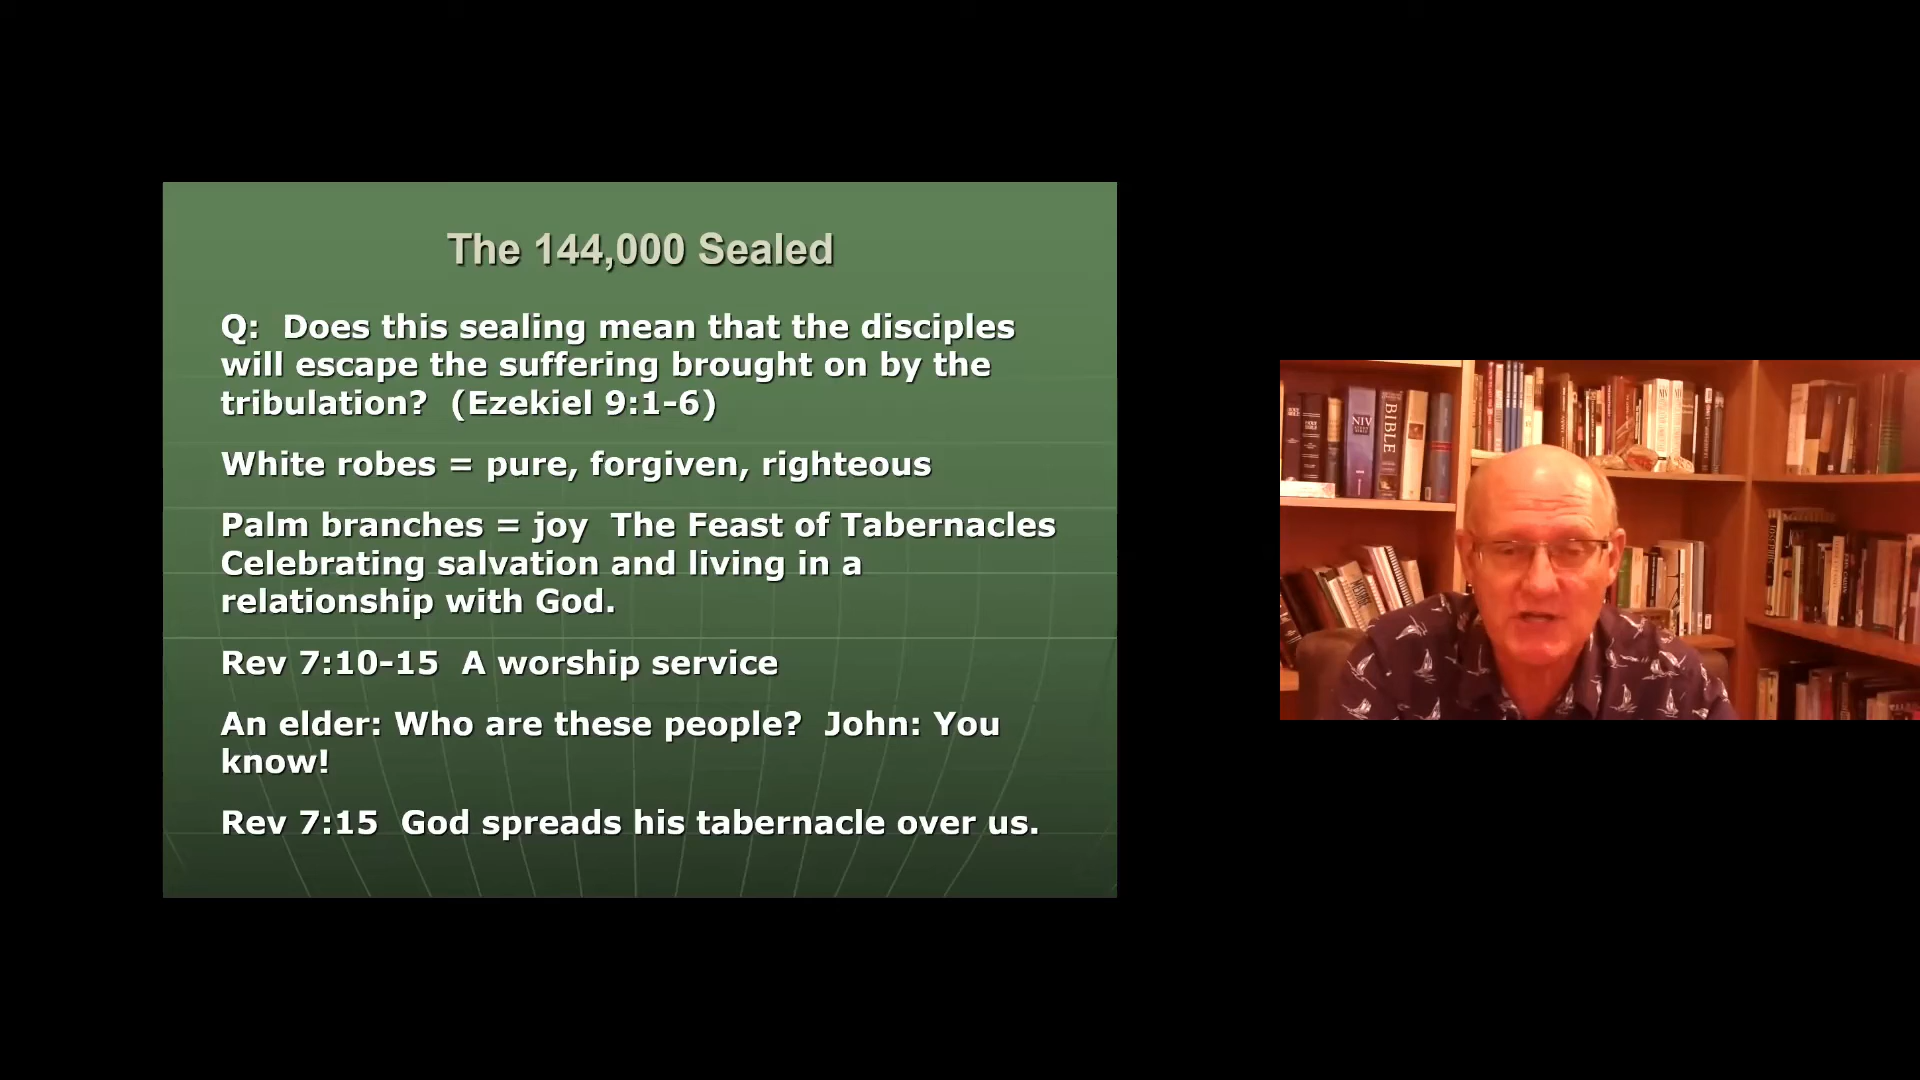 The 144,000 Sealed
Q:  Does this sealing mean that the disciples
will escape the suffering brought on by the
tribulation?  (Ezekiel 9:1-6)
White robes = pure, forgiven, righteous
Palm branches = joy  The Feast of Tabernacles
Celebrating salvation and living in a
relationship with God.
Rev 7:10-15  A worship service
An elder: Who are these people?  John: You
know!
Rev 7:15  God spreads his tabernacle over us.
NIV
BIBLE
MESSAGE